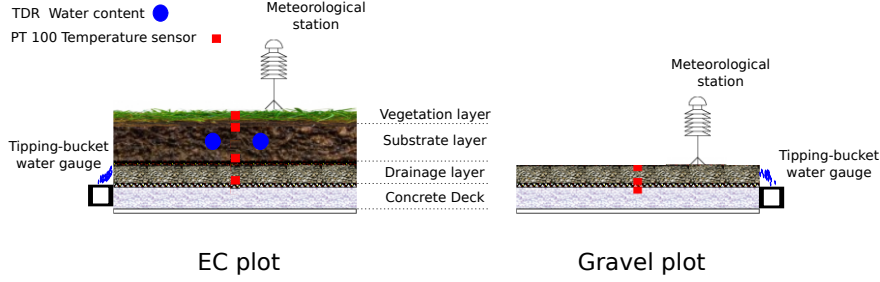 TDR Water content
PT 100 Temperature sensor
Meteorological
station
Meteorological
station
Vegetation layer
Substrate layer
Drainage layer
Concrete Deck
Tipping-bucket
water gauge
Tipping-bucket
water gauge
EC plot
Gravel plot